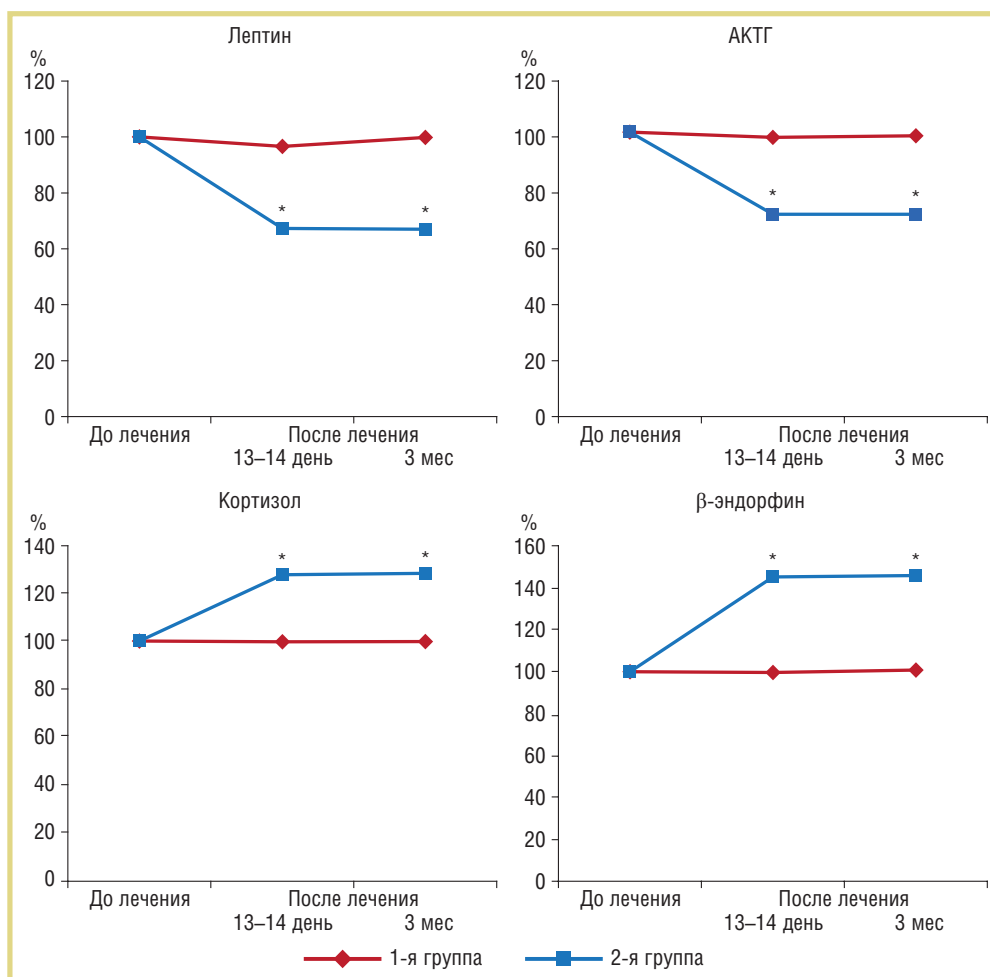 Лептин
%
120
100
80
60
40
20
0
*
*
До лечения
После лечения
13–14 день
3 мес
АКТГ
%
120
100
80
60
40
20
0
*
*
До лечения
После лечения
13–14 день
3 мес
Кортизол
%
140
120
100
80
60
40
20
0
*
*
До лечения
После лечения
13–14 день
3 мес
β-эндорфин
%
160
140
120
100
80
60
40
20
0
*
*
До лечения
После лечения
13–14 день
3 мес
1-я группа
2-я группа